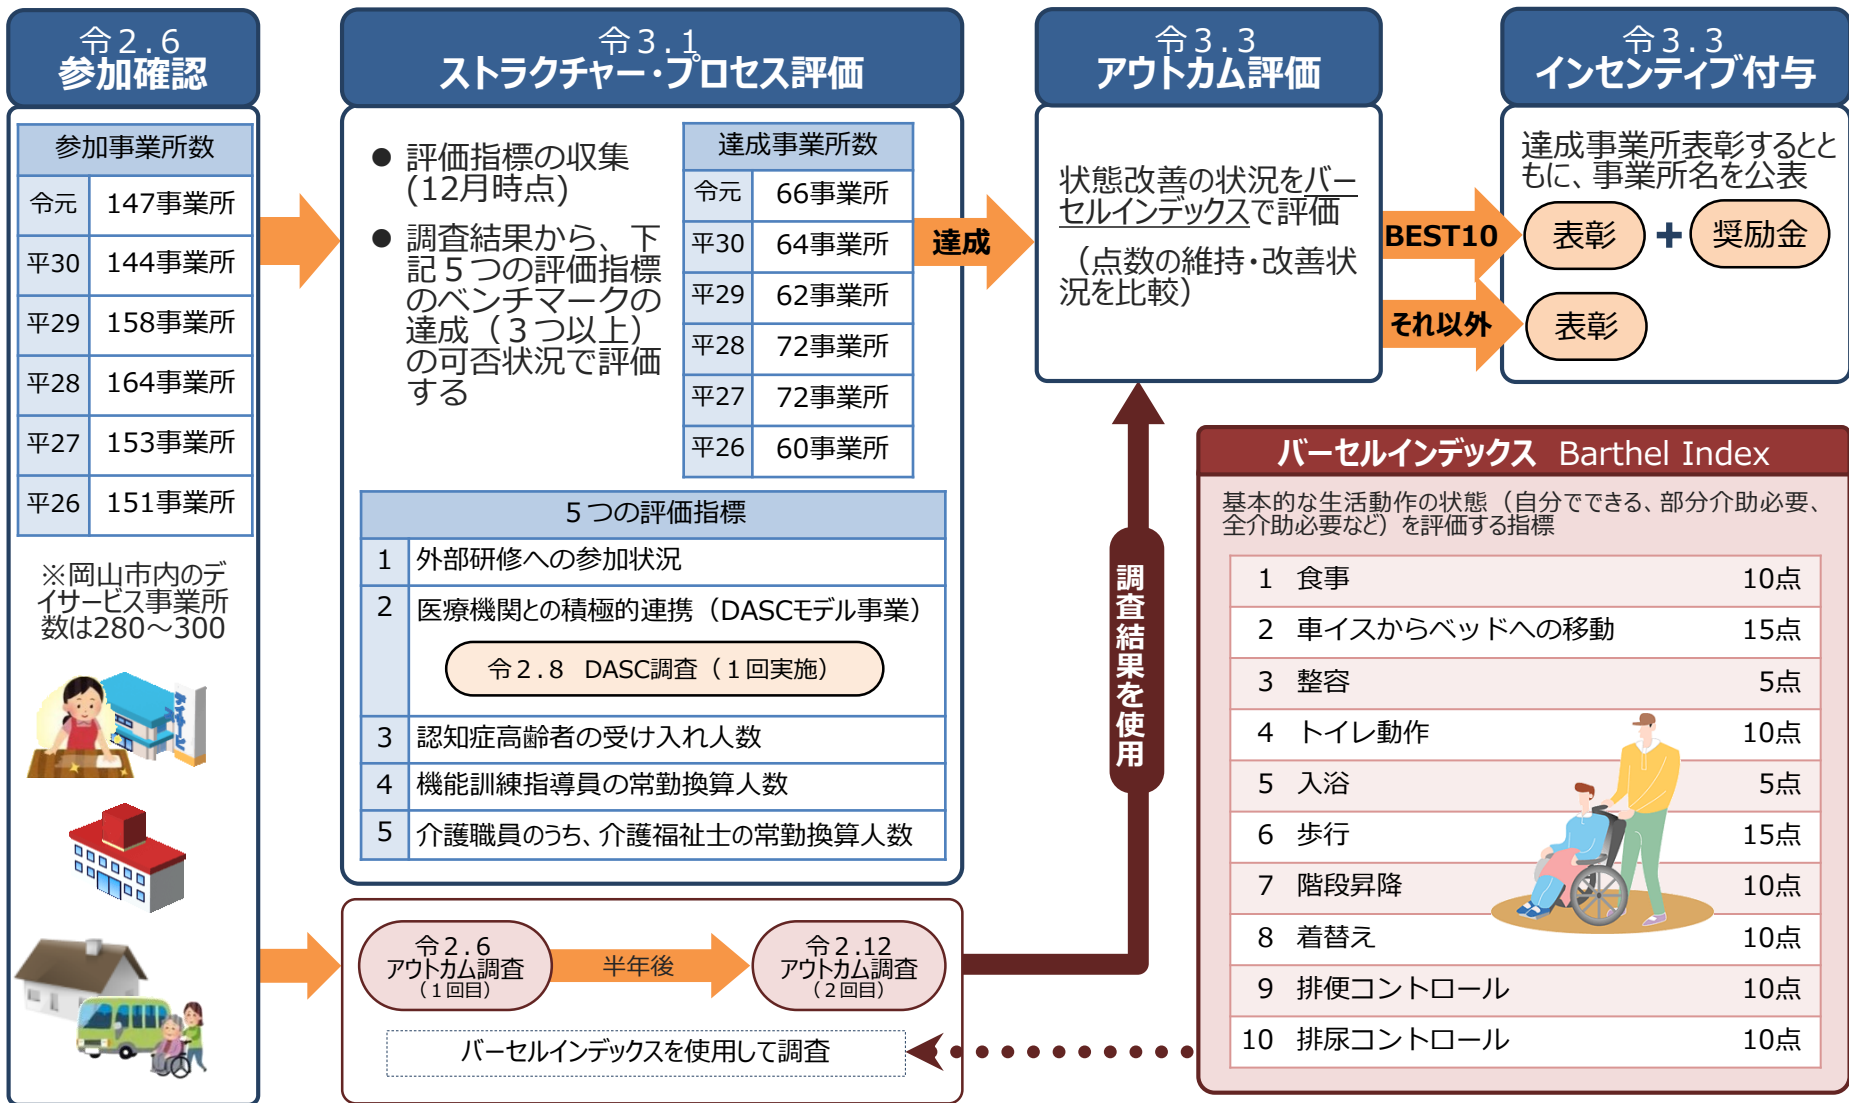 令2.6
参加確認
参加事業所数
令元 147事業所
平30 144事業所
平29 158事業所
平28 164事業所
平27 153事業所
平26 151事業所
※岡山市内のデ
イサービス事業所
数は280～300
令3.1
ストラクチャー・プロセス評価
● 評価指標の収集
(12月時点)
● 調査結果から、下
記５つの評価指標
のベンチマークの
達成（３つ以上）
の可否状況で評価
する
達成事業所数
令元 66事業所
平30 64事業所
平29 62事業所
平28 72事業所
平27 72事業所
平26 60事業所
５つの評価指標
1 外部研修への参加状況
2 医療機関との積極的連携（DASCモデル事業）
令２.８ DASC調査（１回実施）
3 認知症高齢者の受け入れ人数
4 機能訓練指導員の常勤換算人数
5 介護職員のうち、介護福祉士の常勤換算人数
令２.６
アウトカム調査
（１回目）
半年後
令２.12
アウトカム調査
（２回目）
バーセルインデックスを使用して調査
達成
令3.3
アウトカム評価
状態改善の状況をバー
セルインデックスで評価
（点数の維持・改善状
況を比較）
調査結果を使用
BEST10
それ以外
令3.3
インセンティブ付与
達成事業所表彰するとと
もに、事業所名を公表
表彰 + 奨励金
表彰
バーセルインデックス Barthel Index
基本的な生活動作の状態（自分でできる、部分介助必要、
全介助必要など）を評価する指標
1 食事 10点
2 車イスからベッドへの移動 15点
3 整容 5点
4 トイレ動作 10点
5 入浴 5点
6 歩行 15点
7 階段昇降 10点
8 着替え 10点
9 排便コントロール 10点
10 排尿コントロール 10点